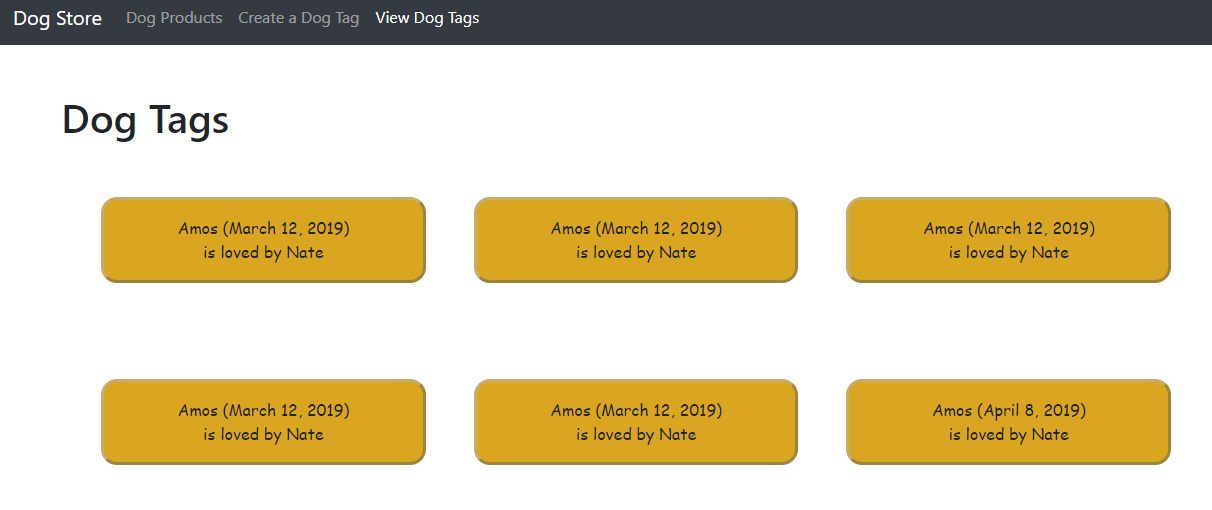 Dog Store Dog Products Create a Dog Tag View Dog Tags
Dog Tags
Amos (March 12, 2019)
is loved by Nate
Amos (March 12, 2019)
is loved by Nate
Amos (March 12, 2019)
is loved by Nate
Amos (March 12, 2019)
is loved by Nate
Amos (March 12, 2019)
is loved by Nate
Amos (April 8, 2019)
is loved by Nate